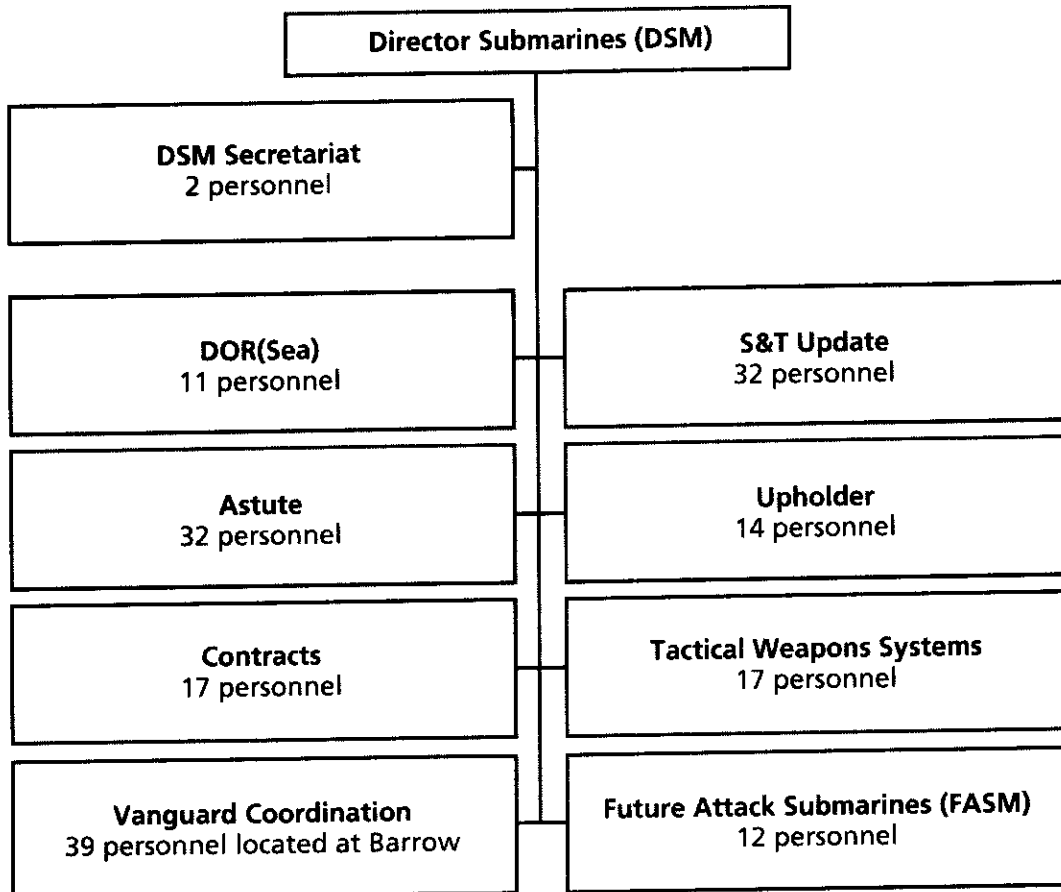 Director Submarines (DSM)
DSM Secretariat
2 personnel
DOR(Sea)
11 personnel
S&T Update
32 personnel
Astute
32 personnel
Upholder
14 personnel
Contracts
17 personnel
Tactical Weapons Systems
17 personnel
Vanguard Coordination
39 personnel located at Barrow
Future Attack Submarines (FASM)
12 personnel